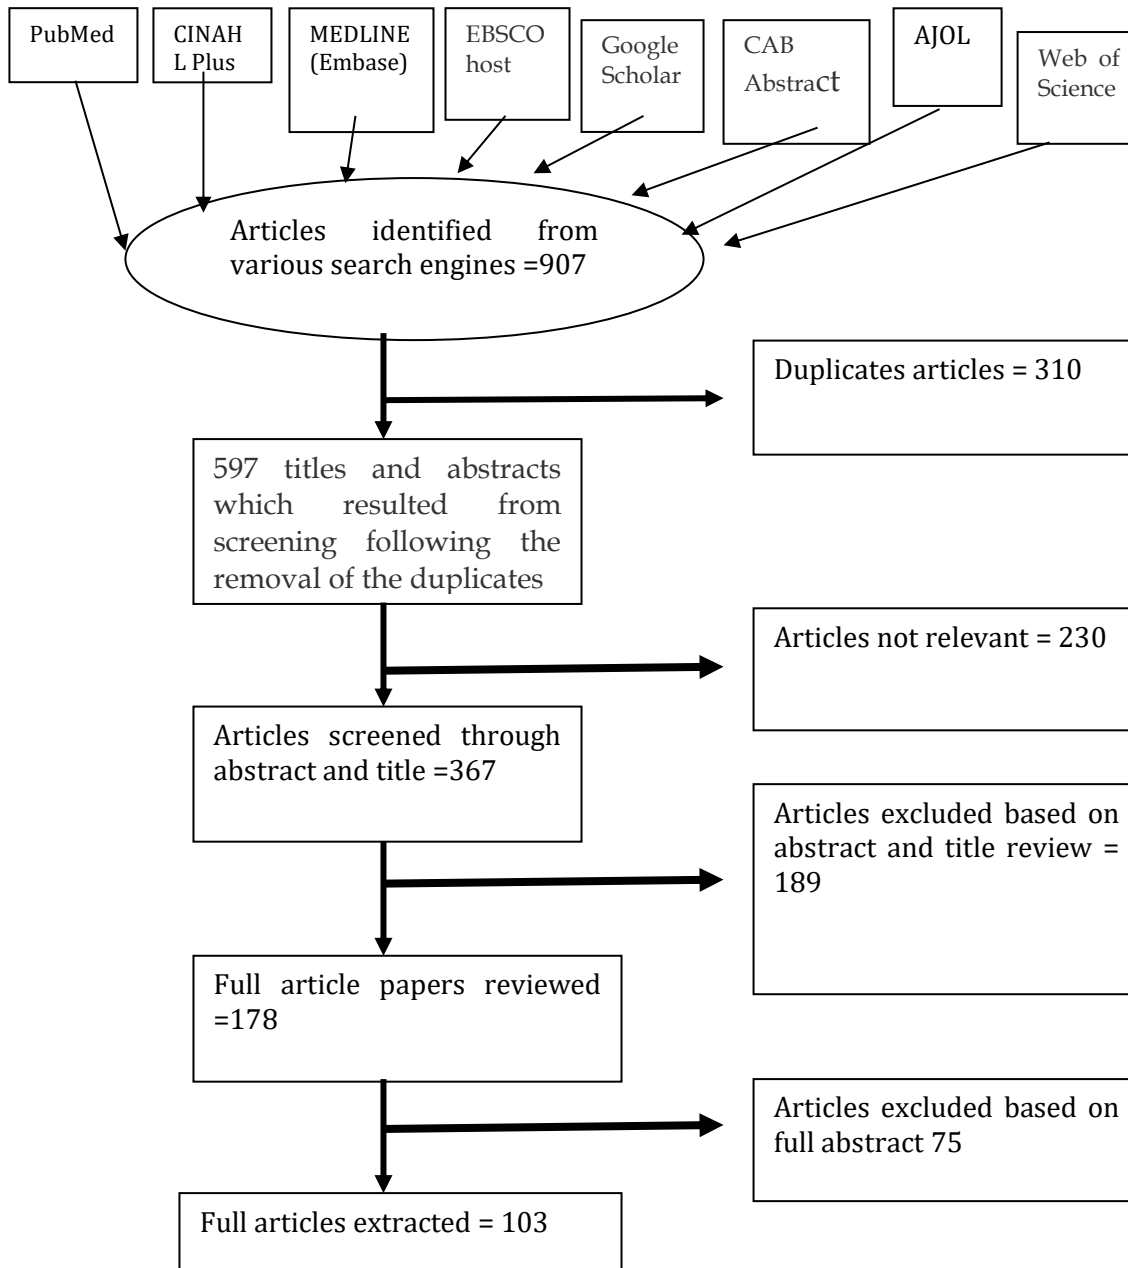 PubMed
CINAH
L Plus
MEDLINE
(Embase)
EBSCO
host
Google
Scholar
CAB
Abstract
AJOL
Web of
Science
Articles identified from
various search engines =907
Duplicates articles = 310
597 titles and abstracts
which resulted from
screening following the
removal of the duplicates
Articles not relevant = 230
Articles screened through
abstract and title =367
Articles excluded based on
abstract and title review =
189
Full article papers reviewed
=178
Articles excluded based on
full abstract 75
Full articles extracted = 103